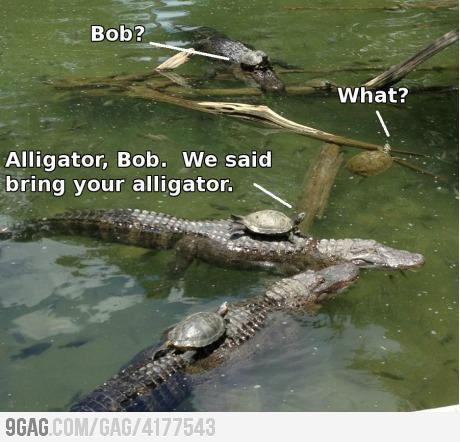 Bob?
What?
Alligator, Bob.  We said
bring your alligator.
9GAG.COM/GAG/4177543